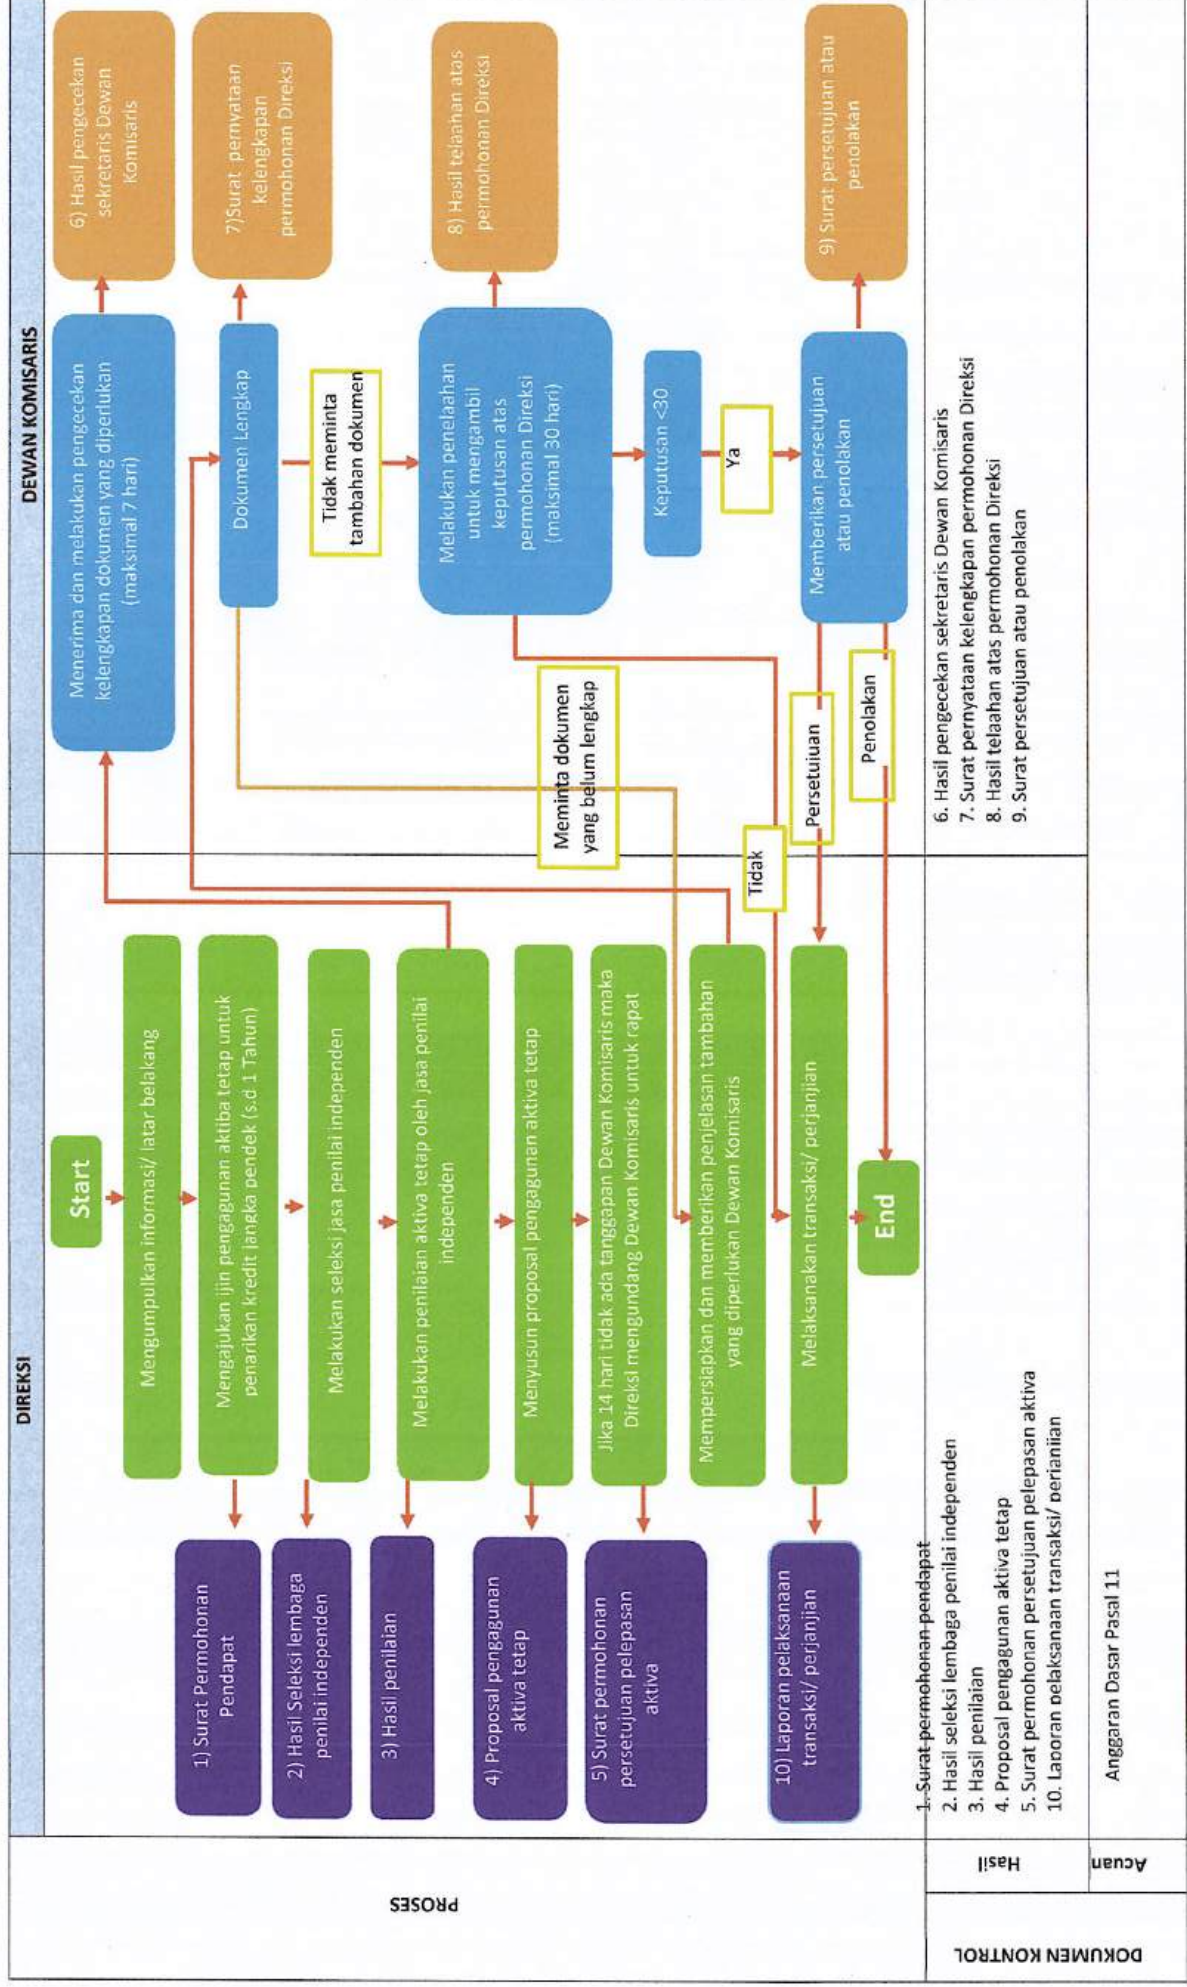 DIREKSI
DEWAN KOMISARIS
PROSES
Start
Mengumpulkan informasi/ latar belakang
Mengajukan ijin pengagunan aktiba tetap untuk
penarikan kredit jangka pendek (s.d 1 Tahun)
Melakukan seleksi jasa penilai independen
Melakukan penilaian aktiva tetap oleh jasa penilai
independen
Menyusun proposal pengagunan aktiva tetap
Jika 14 hari tidak ada tanggapan Dewan Komisaris maka
Direksi mengundang Dewan Komisaris untuk rapat
Mempersiapkan dan memberikan penjelasan tambahan
yang diperlukan Dewan Komisaris
Melaksanakan transaksi/ perjanjian
End
1) Surat Permohonan
Pendapat
2) Hasil Seleksi lembaga
penilai independen
3) Hasil penilaian
4) Proposal pengagunan
aktiva tetap
5) Surat permohonan
persetujuan pelepasan
aktiva
10) Laporan pelaksanaan
transaksi/ perjanjian
Menerima dan melakukan pengecekan
kelengkapan dokumen yang diperlukan
(maksimal 7 hari)
Dokumen Lengkap
Tidak meminta
tambahan dokumen
Meminta dokumen
yang belum lengkap
Melakukan penelaahan
untuk mengambil
keputusan atas
permohonan Direksi
(maksimal 30 hari)
Keputusan <30
Ya
Tidak
Memberikan persetujuan
atau penolakan
Persetuiuan
Penolakan
6) Hasil pengecekan
sekretaris Dewan
Komisaris
7)Surat pernyataan
kelengkapan
permohonan Direksi
8) Hasil telaahan atas
permohonan Direksi
9) Surat persetujuan atau
penolakan
DOKUMEN KONTROL
Hasil
1. Surat permohonan pendapat
2. Hasil seleksi lembaga penilai independen
3. Hasil penilaian
4. Proposal pengagunan aktiva tetap
5. Surat permohonan persetujuan pelepasan aktiva
10. Laporan pelaksanaan transaksi/ perjanjian
6. Hasil pengecekan sekretaris Dewan Komisaris
7. Surat pernyataan kelengkapan permohonan Direksi
8. Hasil telaahan atas permohonan Direksi
9. Surat persetujuan atau penolakan
Acuan
Anggaran Dasar Pasal 11